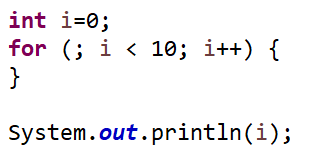 int i=0;
for (; i < 10; i++) {
}
System.out.println(i);